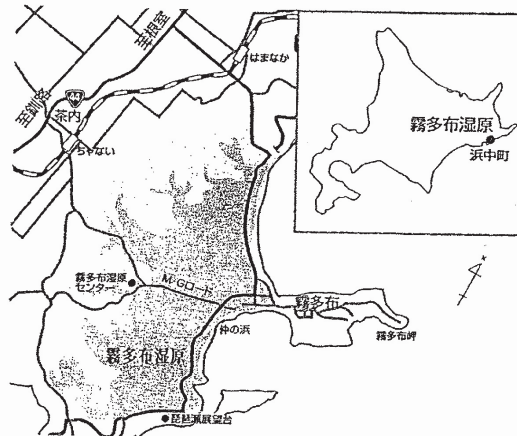 至根室
至釧路
44
茶内
ちゃない
はまなか
霧多布湿原
浜中町
霧多布湿原
センター
M・Gロード
霧多布
仲の浜
霧多布岬
霧多布湿原
琵琶瀬展望台